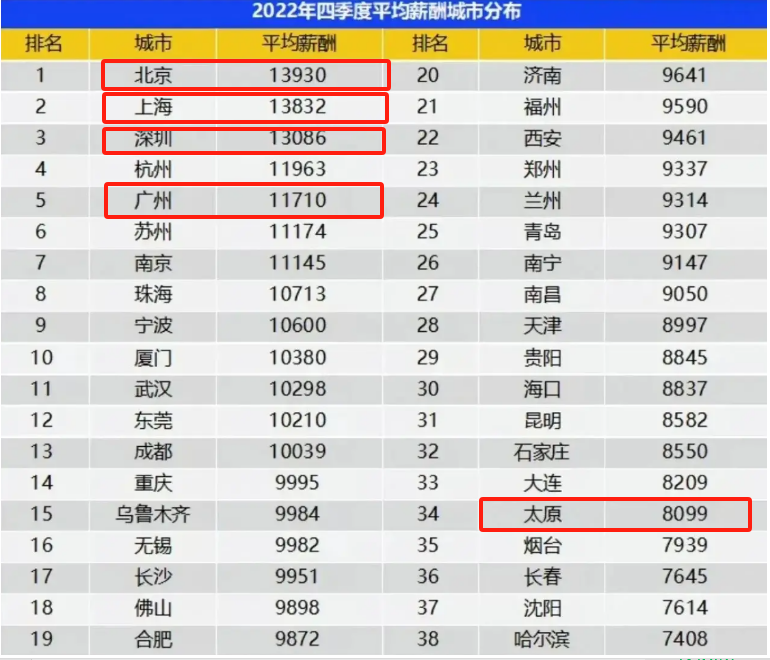 2022年四季度平均薪酬城市分布
排名 城市 平均薪酬 排名 城市 平均薪酬
1 北京 13930 20 济南 9641
2 上海 13832 21 福州 9590
3 深圳 13086 22 西安 9461
4 杭州 11963 23 郑州 9337
5 广州 11710 24 兰州 9314
6 苏州 11174 25 青岛 9307
7 南京 11145 26 南宁 9147
8 珠海 10713 27 南昌 9050
9 宁波 10600 28 天津 8997
10 厦门 10380 29 贵阳 8845
11 武汉 10298 30 海口 8837
12 东莞 10210 31 昆明 8582
13 成都 10039 32 石家庄 8550
14 重庆 9995 33 大连 8209
15 乌鲁木齐 9984 34 太原 8099
16 无锡 9982 35 烟台 7939
17 长沙 9951 36 长春 7645
18 佛山 9898 37 沈阳 7614
19 合肥 9872 38 哈尔滨 7408